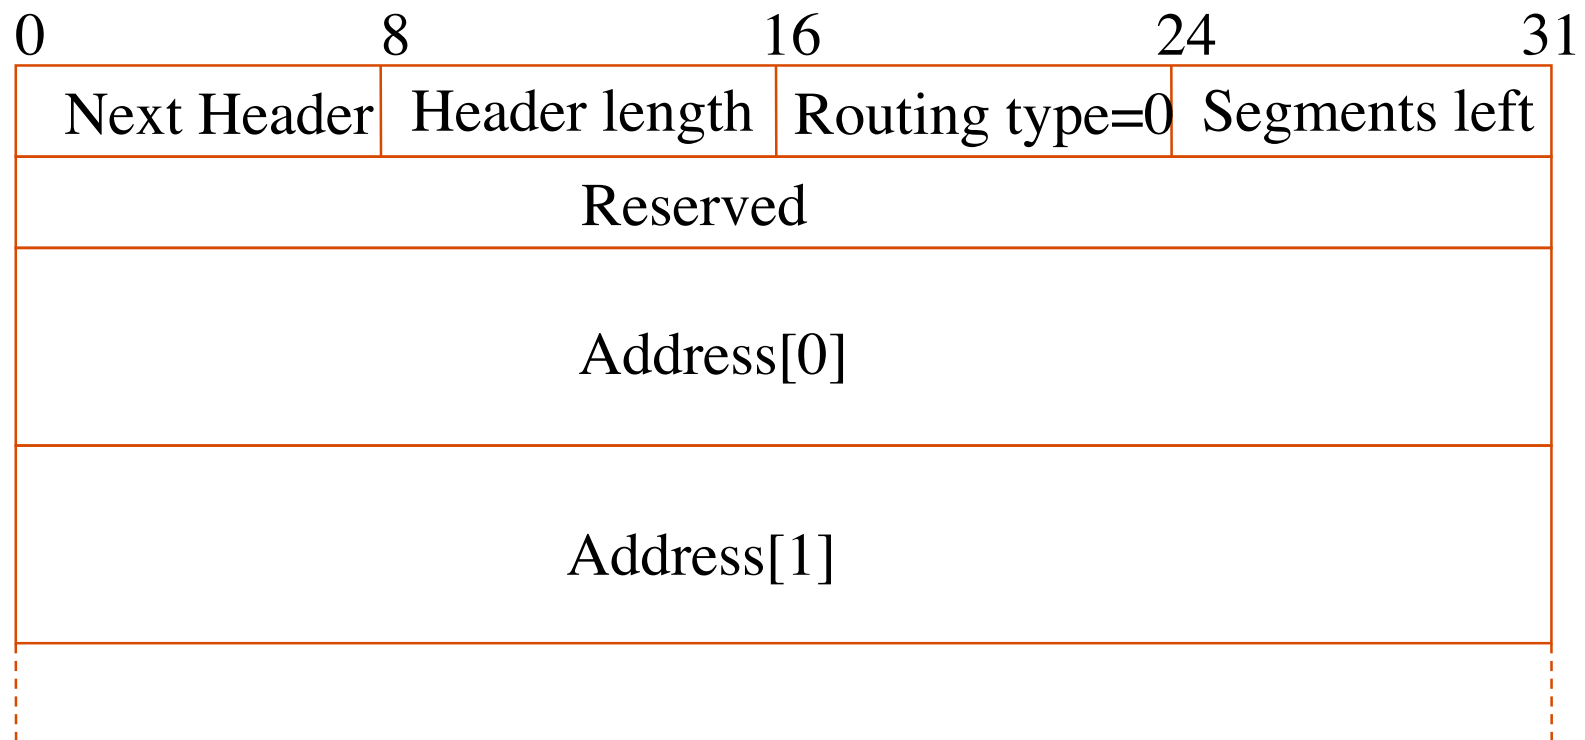 0 8 16 24 31
Next Header Header length Routing type=0 Segments left
Reserved
Address[0]
Address[1]